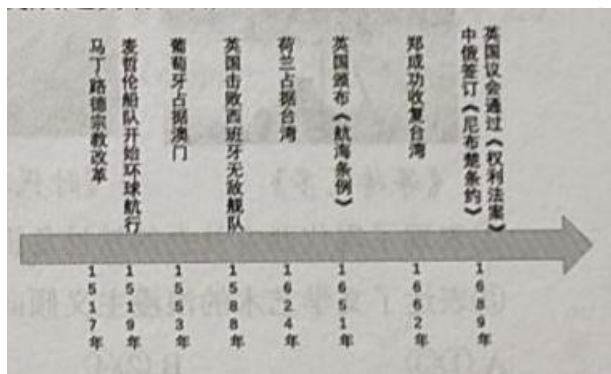 马丁路德宗教改革
麦哲伦船队开始环球航行
葡萄牙占据澳门
英国击败西班牙无敌舰队
荷兰占据台湾
英国颁布《航海条例》
郑成功收复台湾
中俄签订《尼布楚条约》
英国议会通过《权利法案》
1517年
1519年
1553年
1588年
1624年
1651年
1662年
1689年